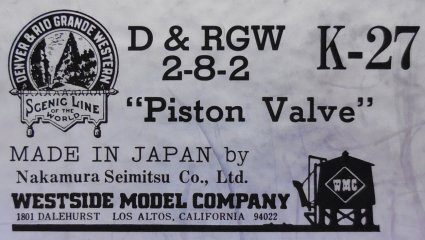 DENVER & RIO GRANDE WESTERN
SCENIC LINE
OF THE
WORLD
D & RGW
2-8-2
K-27
"Piston Valve"
MADE IN JAPAN by
Nakamura Seimitsu Co., Ltd.
WESTSIDE MODEL COMPANY
1801 DALEHURST LOS ALTOS, CALIFORNIA 94022
WMC